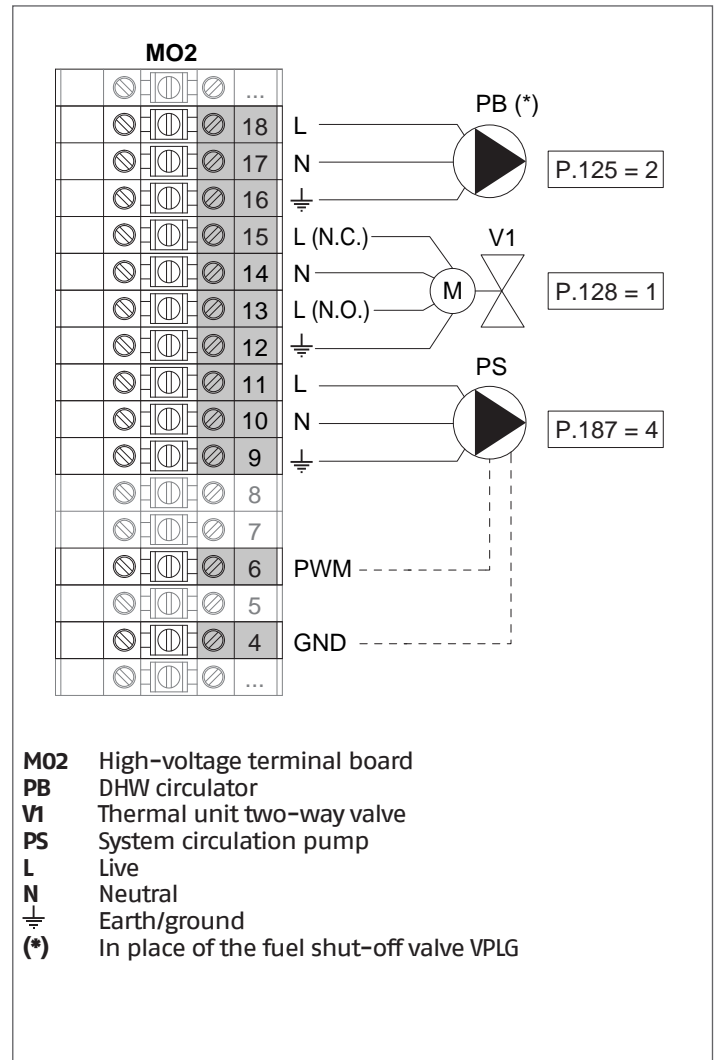 MO2
...
PB (*)
18 L
17 N P.125 = 2
16 ⏚
15 L (N.C.) V1
14 N
M
13 L (N.O.) P.128 = 1
12 ⏚
PS
11 L
10 N P.187 = 4
9 ⏚
8
7
6 PWM
5
4 GND
...
M02 High-voltage terminal board
PB DHW circulator
V1 Thermal unit two-way valve
PS System circulation pump
L Live
N Neutral
⏚ Earth/ground
(*) In place of the fuel shut-off valve VPLG